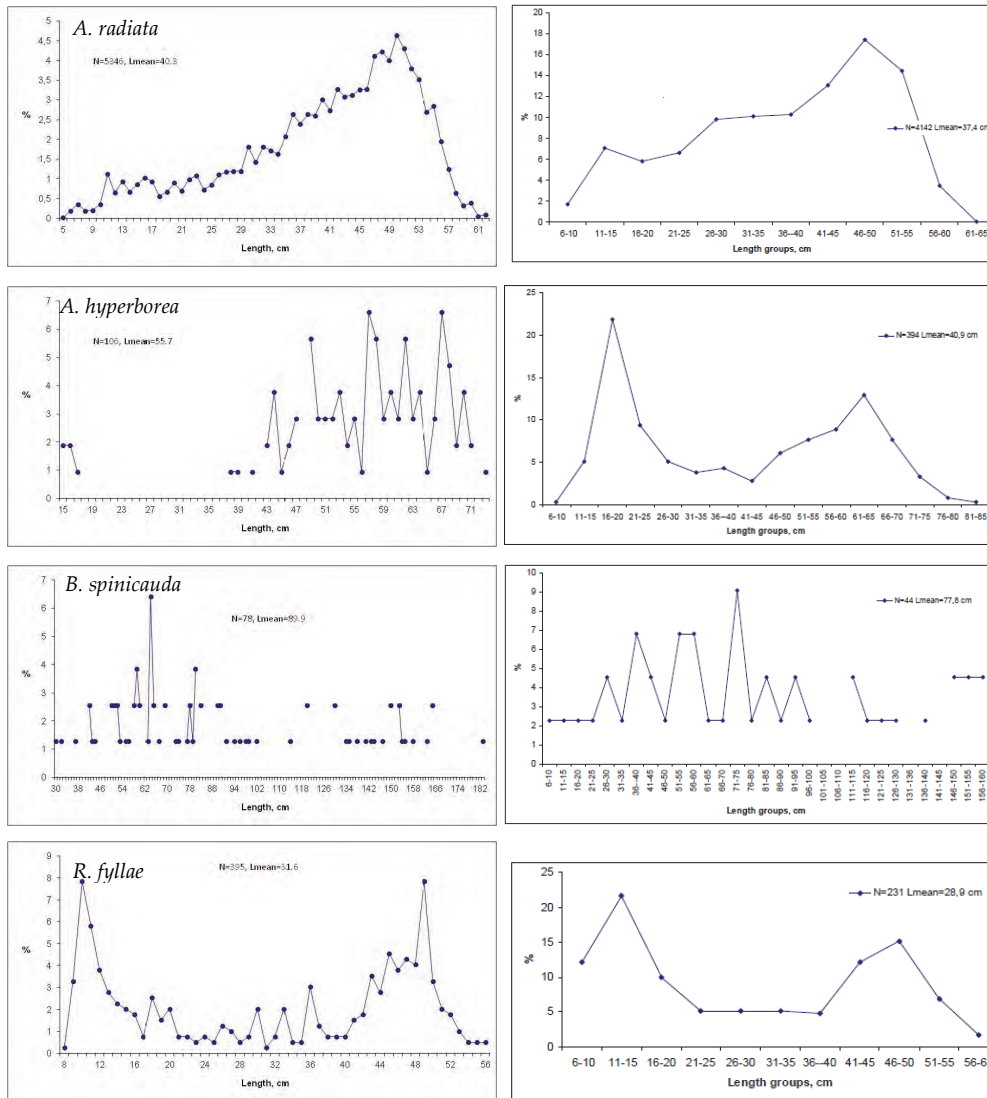 A. radiata
N=5346, Lmean=40.3
%
5
4,5
4
3,5
3
2,5
2
1,5
1
0,5
0
5 9 13 17 21 25 29 33 37 41 45 49 53 57 61
Length, cm
20
18
16
14
12
10
8
6
4
2
0
%
N=4142 Lmean=37,4 cm
6-10 11-15 16-20 21-25 26-30 31-35 36--40 41-45 46-50 51-55 56-60 61-65
Length groups, cm
A. hyperborea
N=106, Lmean=55.7
%
7
6
5
4
3
2
1
0
15 19 23 27 31 35 39 43 47 51 55 59 63 67 71
Length, cm
25
20
15
10
5
0
%
N=394 Lmean=40,9 cm
6-10 11-15 16-20 21-25 26-30 31-35 36--40 41-45 46-50 51-55 56-60 61-65 66-70 71-75 76-80 81-85
Length groups, cm
B. spinicauda
N=78, Lmean=89.9
%
7
6
5
4
3
2
1
0
30 38 46 54 62 70 78 86 94 102 110 118 126 134 142 150 158 166 174 182
Length, cm
10
9
8
7
6
5
4
3
2
1
0
%
N=44 Lmean=77,8 cm
6-10 11-15 16-20 21-25 26-30 31-35 36-40 41-45 46-50 51-55 56-60 61-65 66-70 71-75 76-80 81-85 86-90 91-95 96-100 101-105 106-110 111-115 116-120 121-125 126-130 131-136 136-140 141-145 146-150 151-155 156-160
Length groups, cm
R. fyllae
N=395, Lmean=31.6
%
9
8
7
6
5
4
3
2
1
0
8 12 16 20 24 28 32 36 40 44 48 52 56
Length, cm
25
20
15
10
5
0
%
N=231 Lmean=28,9 cm
6-10 11-15 16-20 21-25 26-30 31-35 36--40 41-45 46-50 51-55 56-6
Length groups, cm